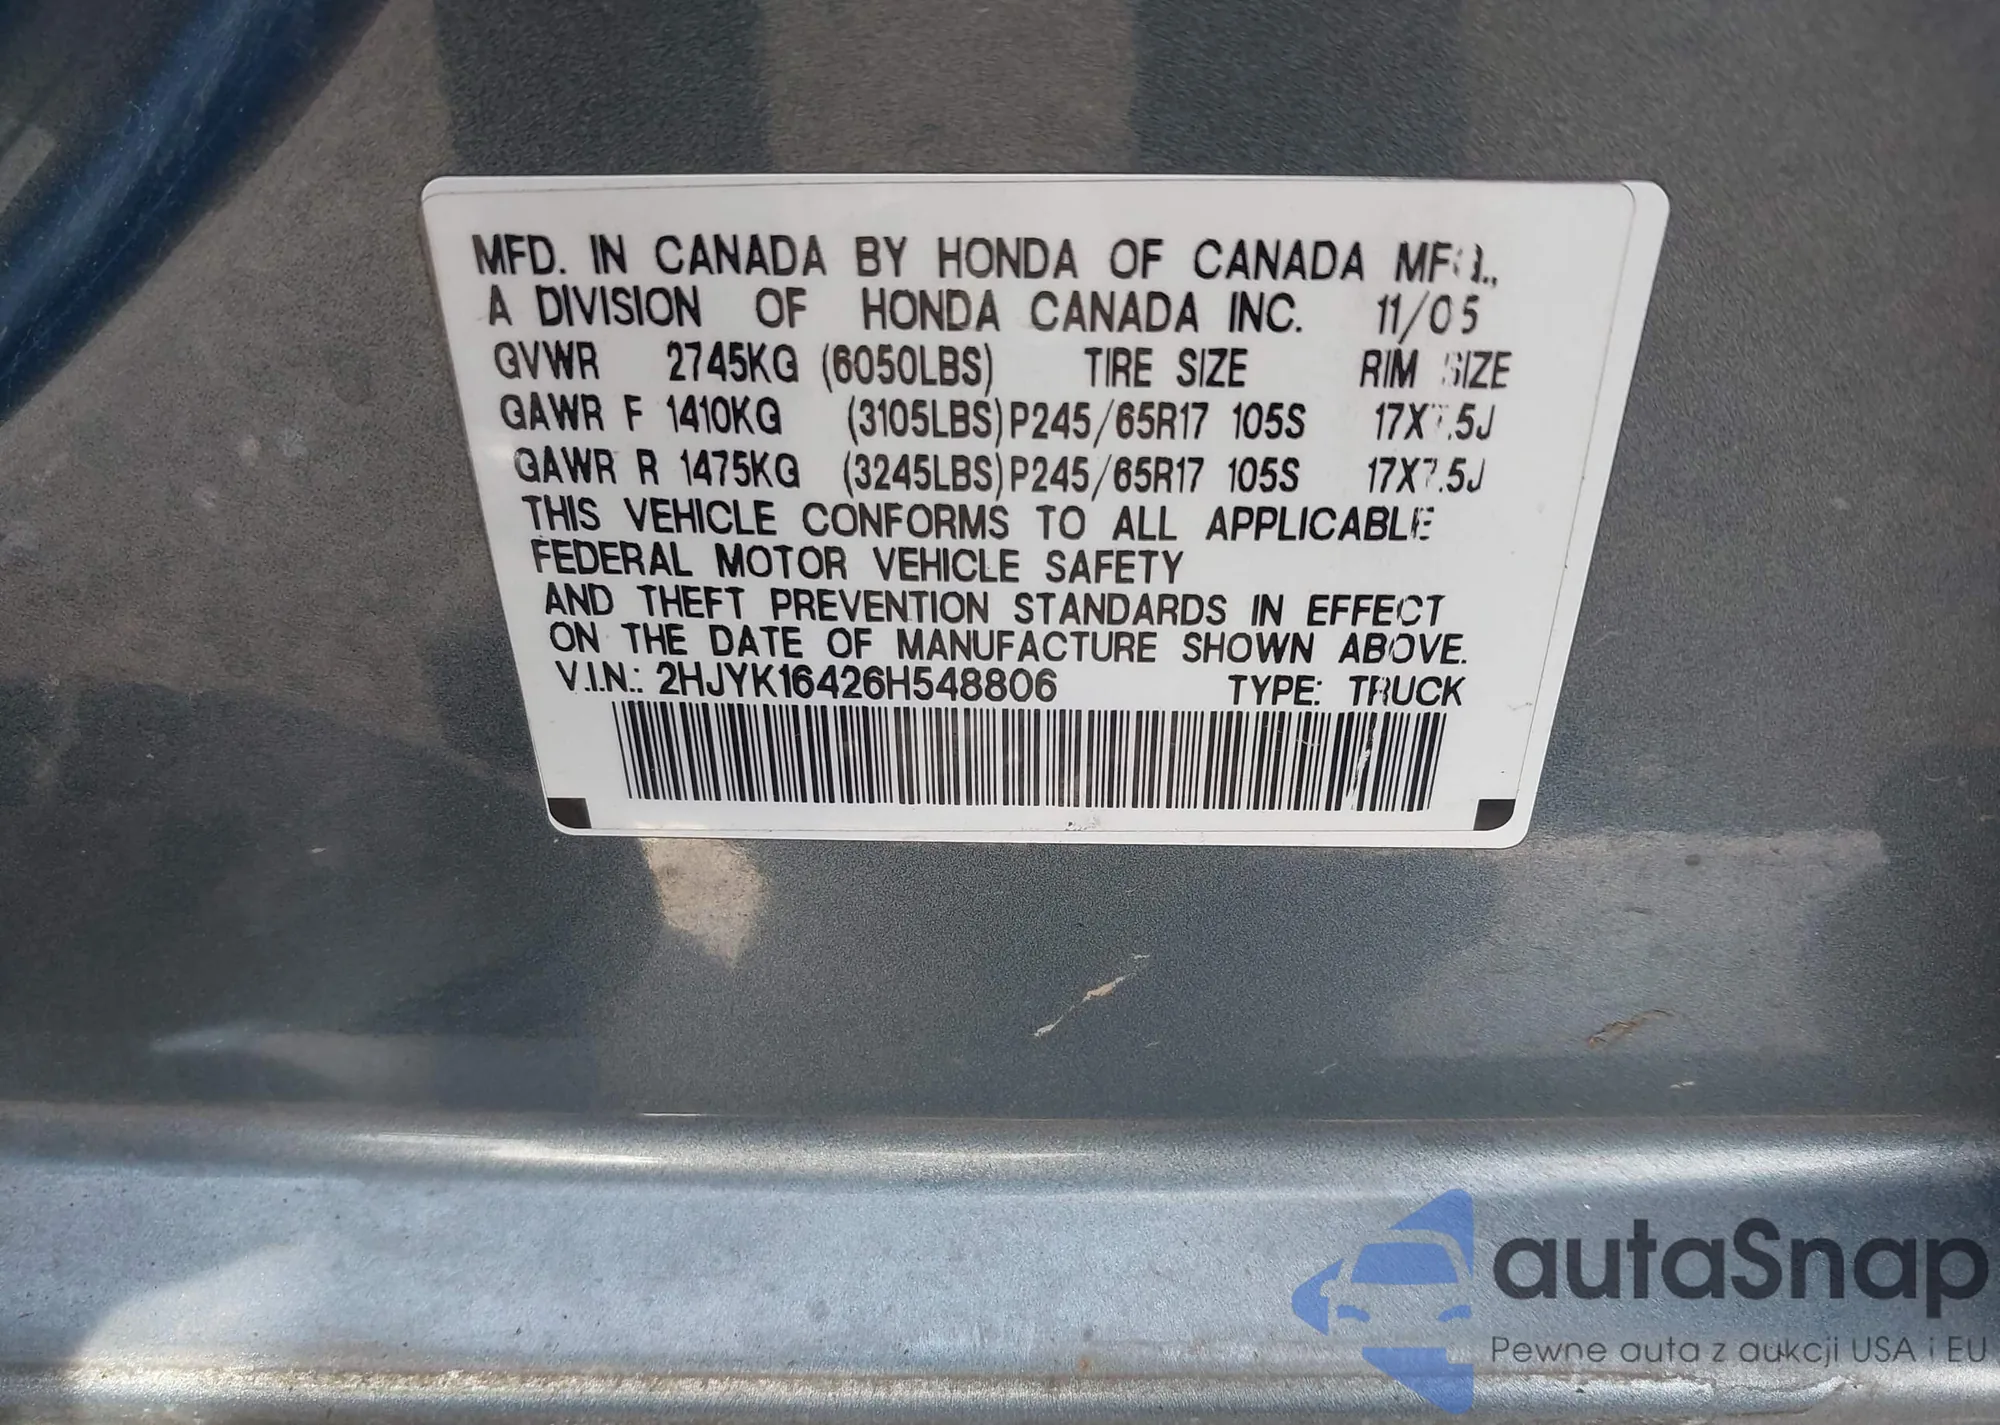 MFD. IN CANADA BY HONDA OF CANADA MFG.,
A DIVISION OF HONDA CANADA INC. 11/05
GVWR 2745KG (6050LBS) TIRE SIZE RIM SIZE
GAWR F 1410KG (3105LBS) P245/65R17 105S 17X7.5J
GAWR R 1475KG (3245LBS) P245/65R17 105S 17X7.5J
THIS VEHICLE CONFORMS TO ALL APPLICABLE
FEDERAL MOTOR VEHICLE SAFETY
AND THEFT PREVENTION STANDARDS IN EFFECT
ON THE DATE OF MANUFACTURE SHOWN ABOVE.
V.I.N.: 2HJYK16426H548806 TYPE: TRUCK
autaSnap
Pewne auta z aukcji USA i EU